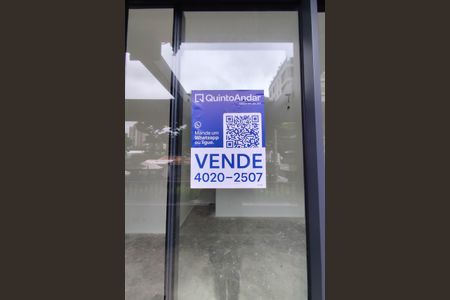 QuintoAndar
Mande um
Whatsapp
ou ligue.
VENDE
4020-2507